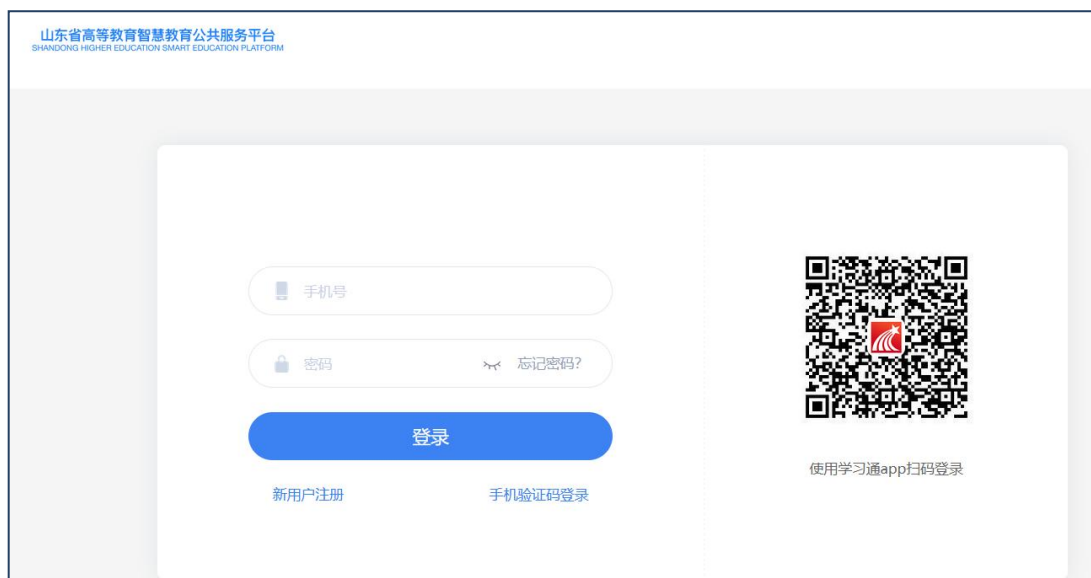 山东省高等教育智慧教育公共服务平台
SHANDONG HIGHER EDUCATION SMART EDUCATION PLATFORM
手机号
密码 忘记密码?
登录
新用户注册 手机验证码登录
使用学习通app扫码登录